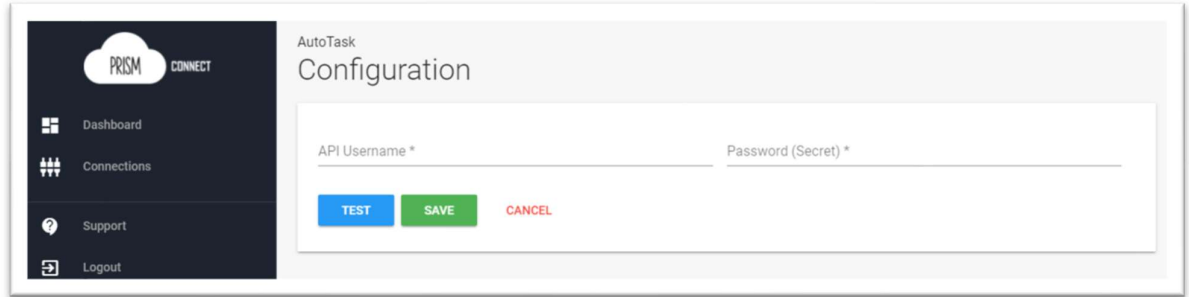 PRISM CONNECT
Dashboard
Connections
Support
Logout
AutoTask
Configuration
API Username *
Password (Secret) *
TEST
SAVE
CANCEL